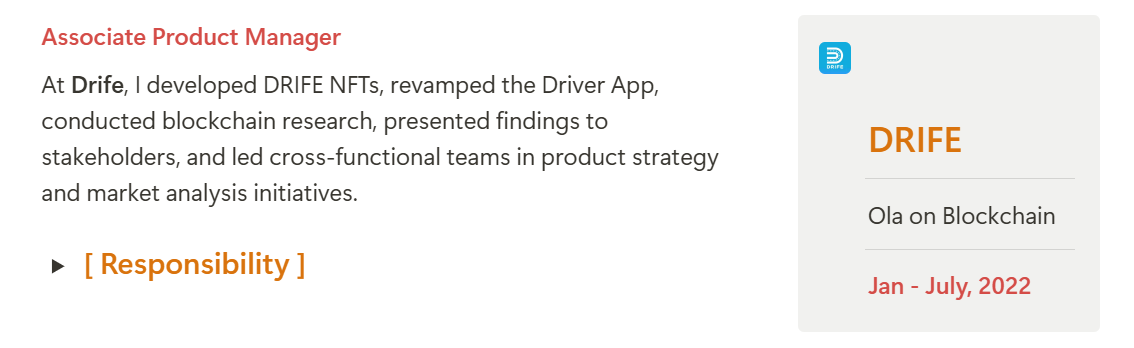 Associate Product Manager
At Drife, I developed DRIFE NFTs, revamped the Driver App,
conducted blockchain research, presented findings to
stakeholders, and led cross-functional teams in product strategy
and market analysis initiatives.
[ Responsibility ]
DRIFE
DRIFE
Ola on Blockchain
Jan - July, 2022